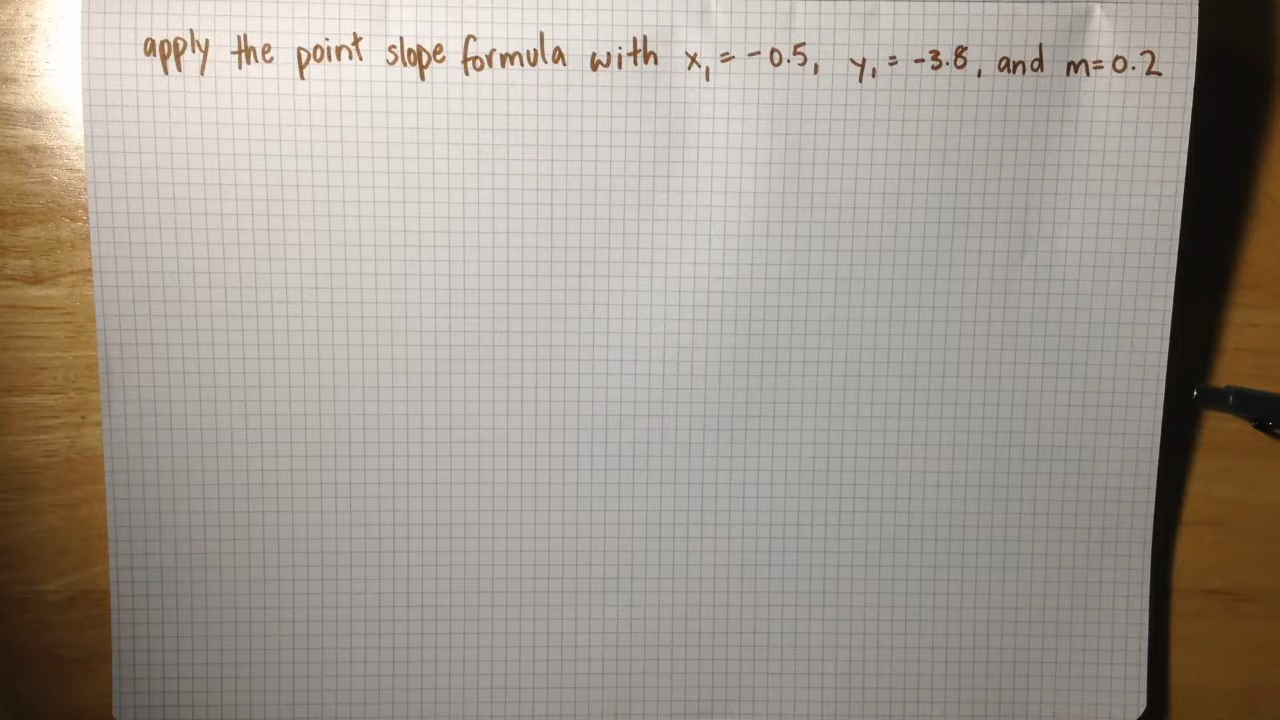 apply the point slope formula with x₁ = -0.5, y₁ = -3.8, and m=0.2